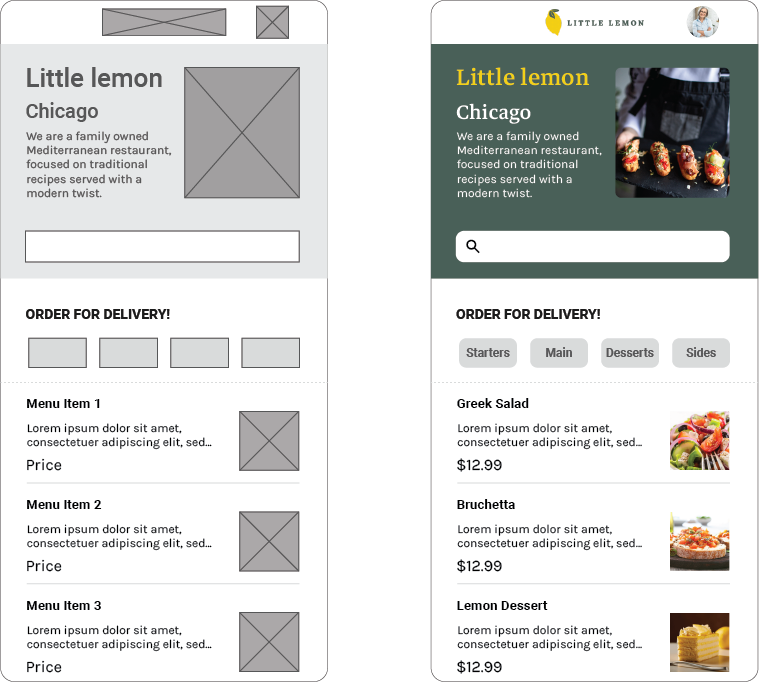 Little lemon
Chicago
We are a family owned
Mediterranean restaurant,
focused on traditional
recipes served with a
modern twist.
ORDER FOR DELIVERY!
Menu Item 1
Lorem ipsum dolor sit amet,
consectetuer adipiscing elit, sed...
Price
Menu Item 2
Lorem ipsum dolor sit amet,
consectetuer adipiscing elit, sed...
Price
Menu Item 3
Lorem ipsum dolor sit amet,
consectetuer adipiscing elit, sed...
Price
LITTLE LEMON
Little lemon
Chicago
We are a family owned
Mediterranean restaurant,
focused on traditional
recipes served with a
modern twist.
ORDER FOR DELIVERY!
Starters Main Desserts Sides
Greek Salad
Lorem ipsum dolor sit amet,
consectetuer adipiscing elit, sed...
$12.99
Bruchetta
Lorem ipsum dolor sit amet,
consectetuer adipiscing elit, sed...
$12.99
Lemon Dessert
Lorem ipsum dolor sit amet,
consectetuer adipiscing elit, sed...
$12.99